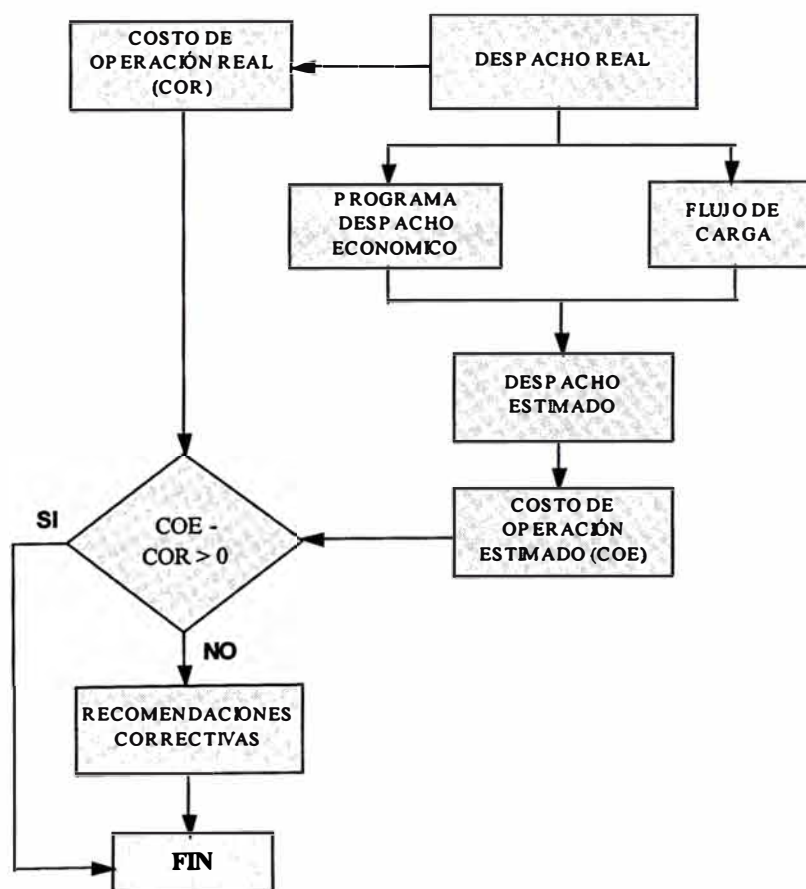 COSTO DE
OPERACIÓN REAL
(COR)
DESPACHO REAL
PROGRAMA
DESPACHO
ECONOMICO
FLUJO DE
CARGA
DESPACHO
ESTIMADO
COSTO DE
OPERACIÓN
ESTIMADO (COE)
SI
COE -
COR > 0
NO
RECOMENDACIONES
CORRECTIVAS
FIN